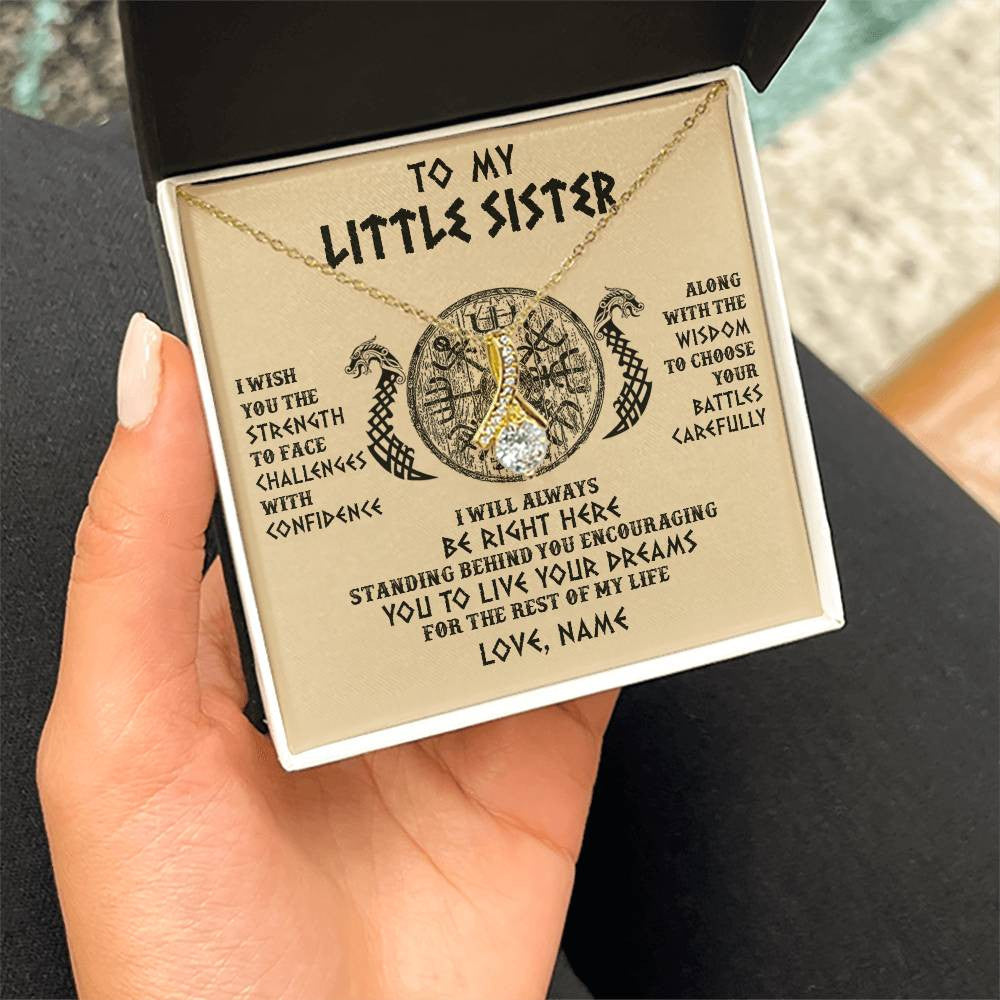 TO MY
LITTLE SISTER
I WISH
YOU THE
STRENGTH
TO FACE
CHALLENGES
WITH
CONFIDENCE
ALONG
WITH THE
WISDOM
TO CHOOSE
YOUR
BATTLES
CAREFULLY
I WILL ALWAYS
BE RIGHT HERE
STANDING BEHIND YOU ENCOURAGING
YOU TO LIVE YOUR DREAMS
FOR THE REST OF MY LIFE
LOVE, NAME